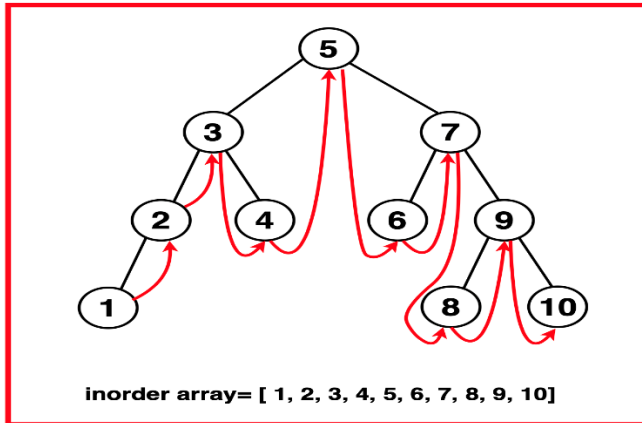 5
3 7
2 4 6 9
1 8 10
inorder array= [ 1, 2, 3, 4, 5, 6, 7, 8, 9, 10]